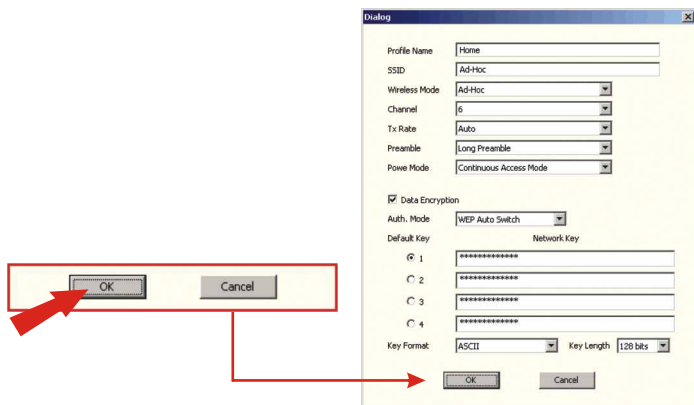 Dialog
Profile Name Home
SSID Ad-Hoc
Wireless Mode Ad-Hoc
Channel 6
Tx Rate Auto
Preamble Long Preamble
Powe Mode Continuous Access Mode
Data Encryption
Auth. Mode WEP Auto Switch
Default Key Network Key
1 *************
2 *************
3 *************
4 *************
Key Format ASCII Key Length 128 bits
OK Cancel
OK Cancel